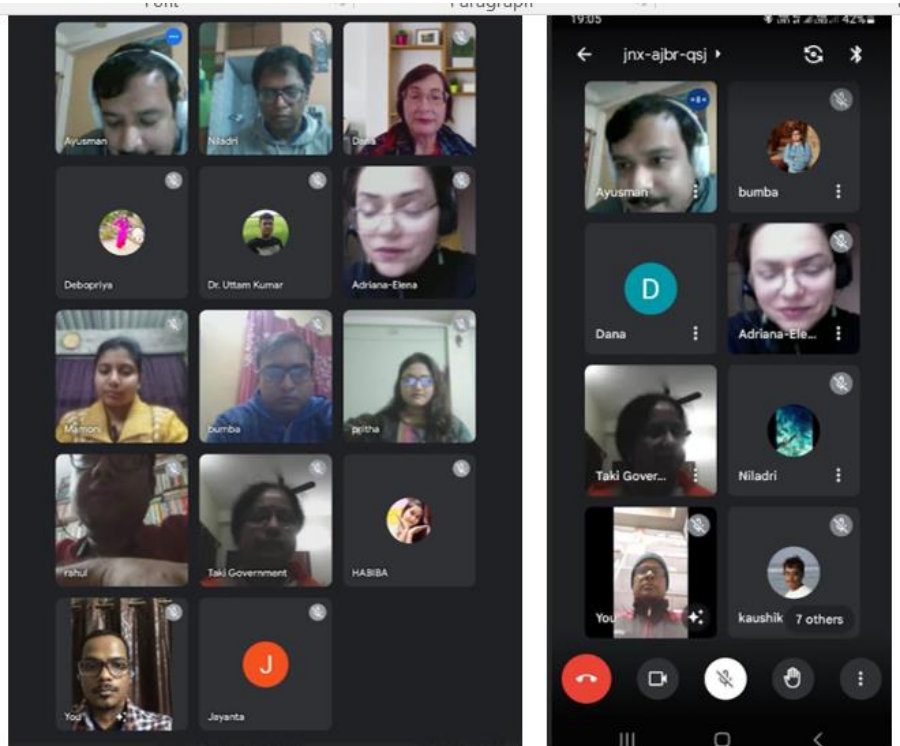 Font
Paragraph
Ayusman
Niladri
Dana
Debopriya
Dr. Uttam Kumar
Adriana-Elena
Mamoni
bumba
pritha
rahul
Taki Government
HABIBA
You
J
Jayanta
19:05
42%
jnx-ajbr-qsj
Ayusman
bumba
D
Dana
Adriana-Ele...
Taki Gover...
Niladri
You
kaushik
7 others